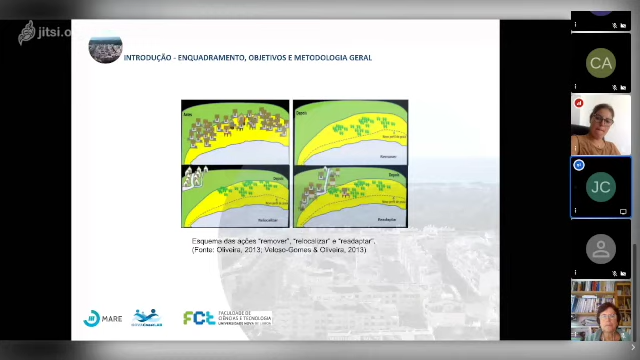 jitsi.o
INTRODUÇÃO - ENQUADRAMENTO, OBJETIVOS E METODOLOGIA GERAL
Antes
Depois
Remover
Depois
Relocalizar
Depois
Readaptar
Esquema das ações "remover", "relocalizar" e "readaptar".
(Fonte: Oliveira, 2013; Veloso-Gomes & Oliveira, 2013)
MARE
FCT
FACULDADE DE
CIÊNCIAS E TECNOLOGIA
UNIVERSIDADE NOVA DE LISBOA
CA
JC